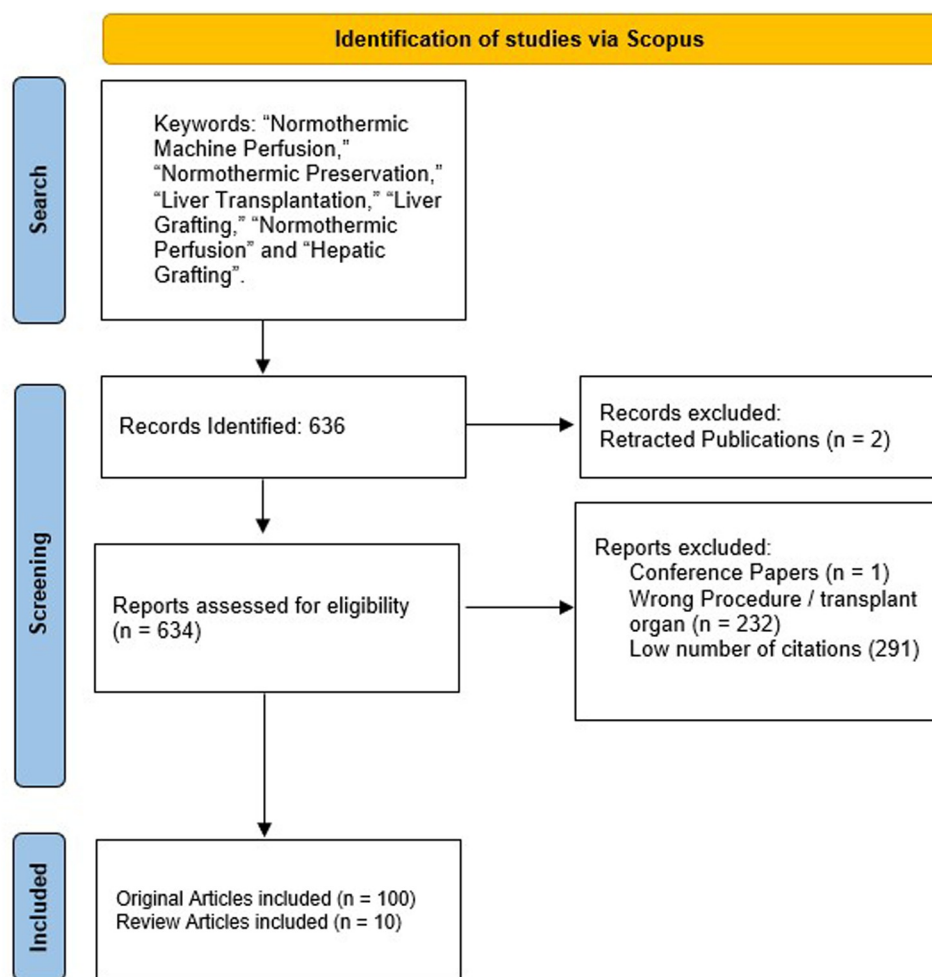 Identification of studies via Scopus
Search
Keywords: “Normothermic
Machine Perfusion,”
“Normothermic Preservation,”
“Liver Transplantation,” “Liver
Grafting,” “Normothermic
Perfusion” and “Hepatic
Grafting”.
Screening
Records Identified: 636
Records excluded:
Retracted Publications (n = 2)
Reports assessed for eligibility
(n = 634)
Reports excluded:
Conference Papers (n = 1)
Wrong Procedure / transplant
organ (n = 232)
Low number of citations (291)
Included
Original Articles included (n = 100)
Review Articles included (n = 10)